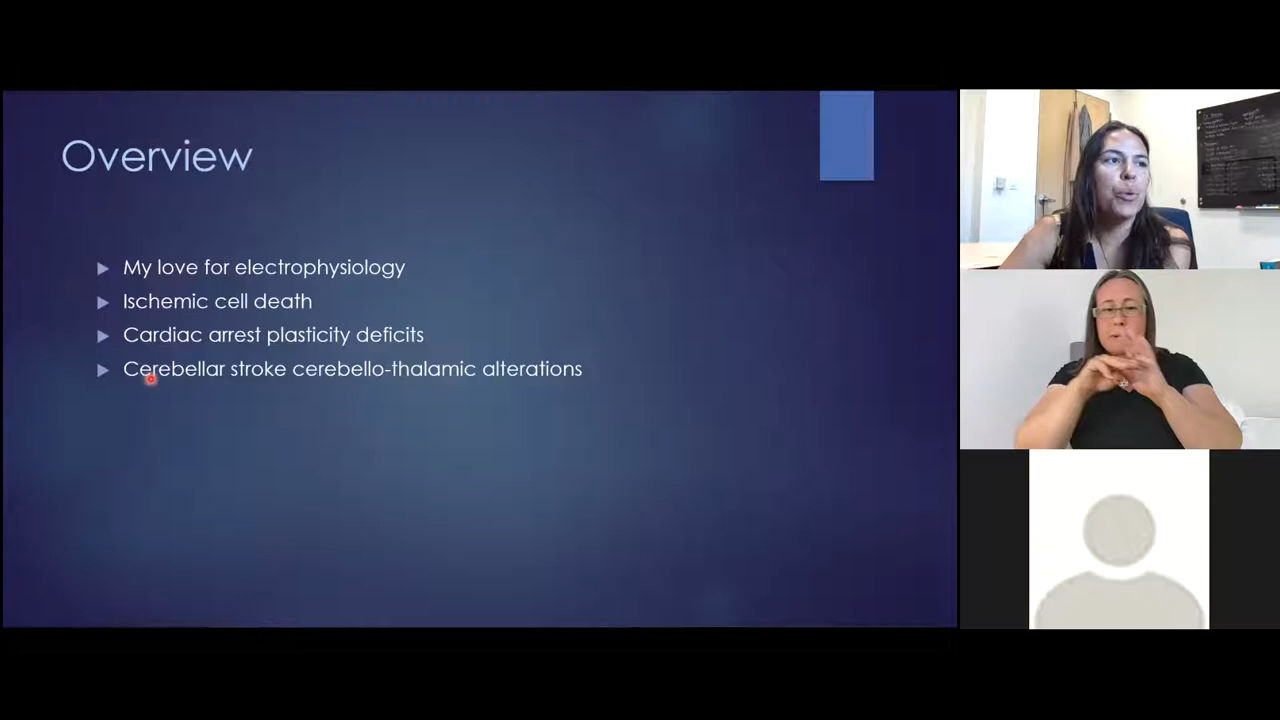 Overview
My love for electrophysiology
Ischemic cell death
Cardiac arrest plasticity deficits
Cerebellar stroke cerebello-thalamic alterations